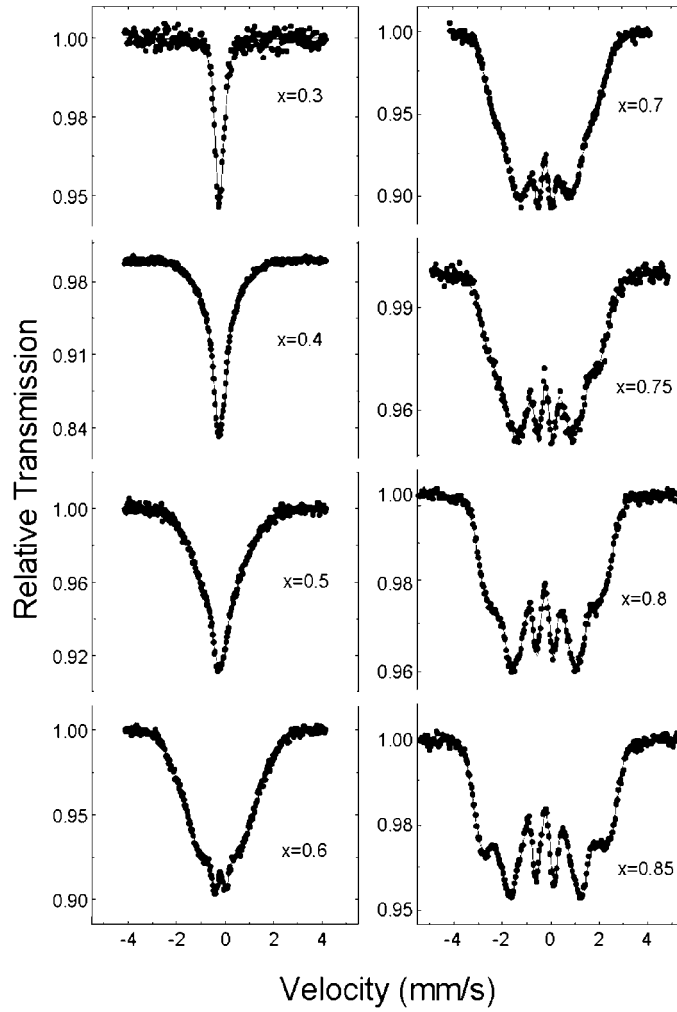 Relative Transmission
1.00
0.98
0.95
x=0.3
0.98
0.91
0.84
x=0.4
1.00
0.96
0.92
x=0.5
1.00
0.95
0.90
x=0.6
-4 -2 0 2 4
1.00
0.95
0.90
x=0.7
0.99
0.96
x=0.75
1.00
0.98
0.96
x=0.8
1.00
0.98
0.95
x=0.85
-4 -2 0 2 4
Velocity (mm/s)